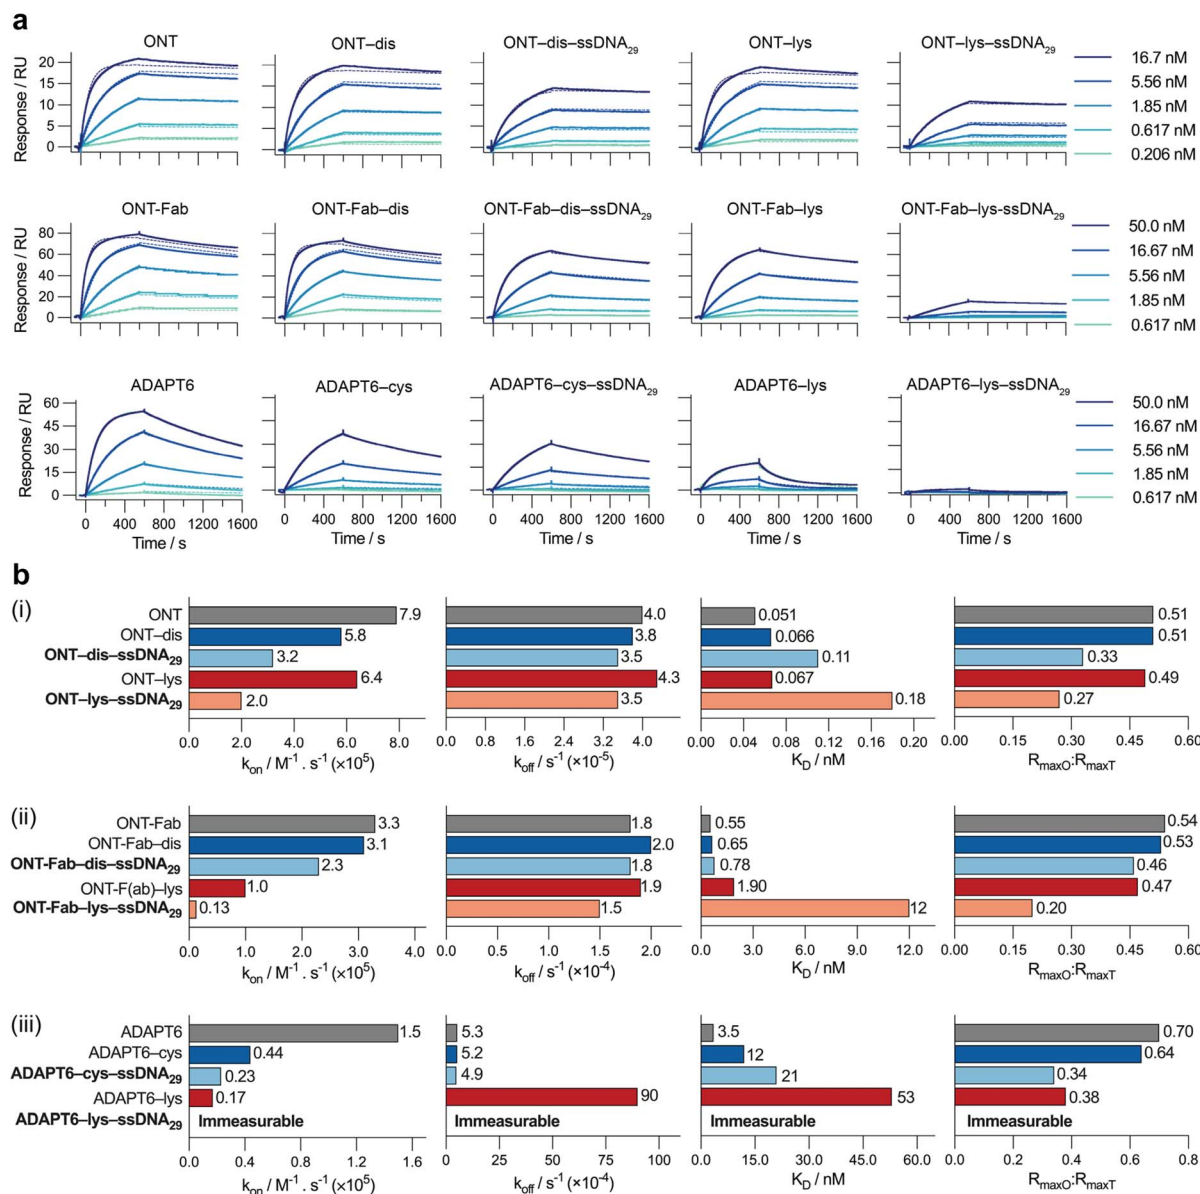 a
ONT
ONT–dis
ONT–dis–ssDNA29
ONT–lys
ONT–lys–ssDNA29
Response / RU
20
15
10
5
0
16.7 nM
5.56 nM
1.85 nM
0.617 nM
0.206 nM
ONT-Fab
ONT-Fab–dis
ONT-Fab–dis–ssDNA29
ONT-Fab–lys
ONT-Fab–lys-ssDNA29
Response / RU
80
60
40
20
0
50.0 nM
16.67 nM
5.56 nM
1.85 nM
0.617 nM
ADAPT6
ADAPT6–cys
ADAPT6–cys-ssDNA29
ADAPT6–lys
ADAPT6–lys-ssDNA29
Response / RU
60
45
30
15
0
50.0 nM
16.67 nM
5.56 nM
1.85 nM
0.617 nM
0 400 800 1200 1600
0 400 800 1200 1600
0 400 800 1200 1600
0 400 800 1200 1600
0 400 800 1200 1600
Time / s
Time / s
Time / s
Time / s
Time / s
b
(i)
ONT 7.9 4.0 0.051 0.51
ONT–dis 5.8 3.8 0.066 0.51
ONT–dis–ssDNA29 3.2 3.5 0.11 0.33
ONT–lys 6.4 4.3 0.067 0.49
ONT–lys–ssDNA29 2.0 3.5 0.18 0.27
0.0 2.0 4.0 6.0 8.0
0.0 0.8 1.6 2.4 3.2 4.0
0.00 0.04 0.08 0.12 0.16 0.20
0.00 0.15 0.30 0.45 0.60
kon / M-1 . s-1 (×10⁵)
koff / s-1 (×10-5)
KD / nM
RmaxO:RmaxT
(ii)
ONT-Fab 3.3 1.8 0.55 0.54
ONT-Fab–dis 3.1 2.0 0.65 0.53
ONT-Fab–dis–ssDNA29 2.3 1.8 0.78 0.46
ONT-F(ab)–lys 1.0 1.9 1.90 0.47
ONT-Fab–lys–ssDNA29 0.13 1.5 12 0.20
0.0 1.0 2.0 3.0 4.0
0.0 0.5 1.0 1.5 2.0
0.0 3.0 6.0 9.0 12.0
0.00 0.15 0.30 0.45 0.60
kon / M-1 . s-1 (×10⁵)
koff / s-1 (×10-4)
KD / nM
RmaxO:RmaxT
(iii)
ADAPT6 1.5 5.3 3.5 0.70
ADAPT6–cys 0.44 5.2 12 0.64
ADAPT6–cys–ssDNA29 0.23 4.9 21 0.34
ADAPT6–lys 0.17 90 53 0.38
ADAPT6–lys–ssDNA29 Immeasurable Immeasurable Immeasurable Immeasurable
0.0 0.4 0.8 1.2 1.6
0 25 50 75 100
0.0 15.0 30.0 45.0 60.0
0.0 0.2 0.4 0.6 0.8
kon / M-1 . s-1 (×10⁵)
koff / s-1 (×10-4)
KD / nM
RmaxO:RmaxT